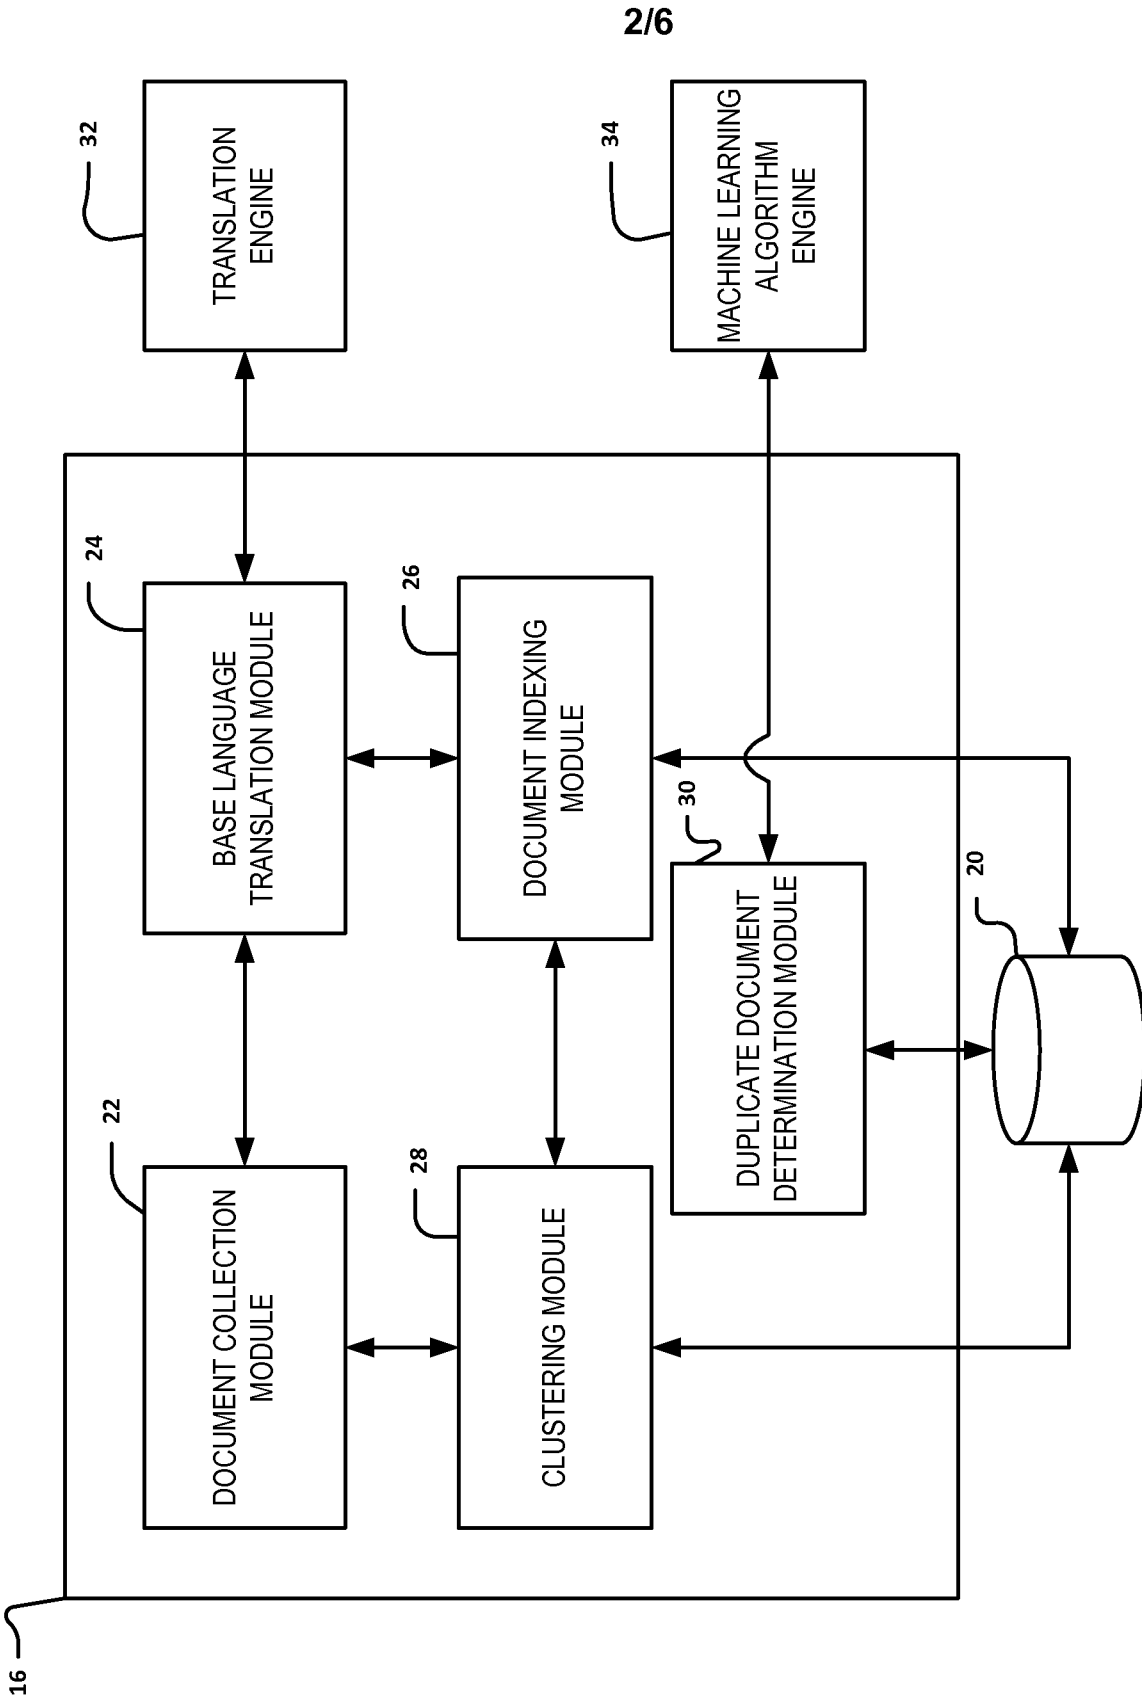 2/6
16
22
DOCUMENT COLLECTION
MODULE
24
BASE LANGUAGE
TRANSLATION MODULE
32
TRANSLATION
ENGINE
28
CLUSTERING MODULE
26
DOCUMENT INDEXING
MODULE
30
DUPLICATE DOCUMENT
DETERMINATION MODULE
34
MACHINE LEARNING
ALGORITHM
ENGINE
20